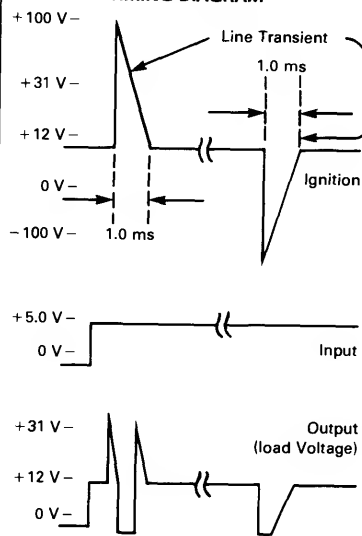 +100 V–
Line Transient
1.0 ms
+31 V–
+12 V–
Ignition
0 V–
–100 V–
1.0 ms
+5.0 V–
0 V–
Input
+31 V–
Output
(load Voltage)
+12 V–
0 V–